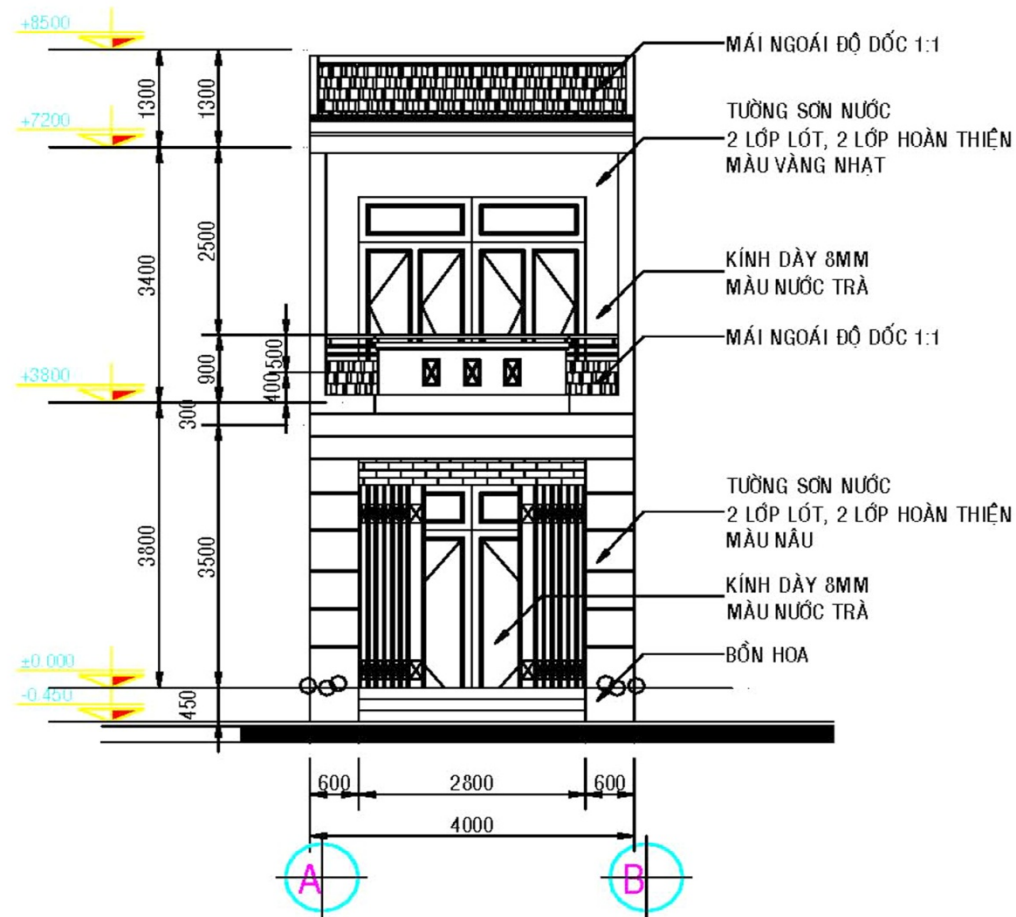 +8500
+7200
+3800
±0.000
-0.450
1300
1300
3400
2500
900
500
400
300
3800
3500
450
MÁI NGOÁI ĐỘ DỐC 1:1
TƯỜNG SƠN NƯỚC
2 LỚP LÓT, 2 LỚP HOÀN THIỆN
MÀU VÀNG NHẠT
KÍNH DÀY 8MM
MÀU NƯỚC TRÀ
MÁI NGOÁI ĐỘ DỐC 1:1
TƯỜNG SƠN NƯỚC
2 LỚP LÓT, 2 LỚP HOÀN THIỆN
MÀU NÂU
KÍNH DÀY 8MM
MÀU NƯỚC TRÀ
BỒN HOA
600 2800 600
4000
A B